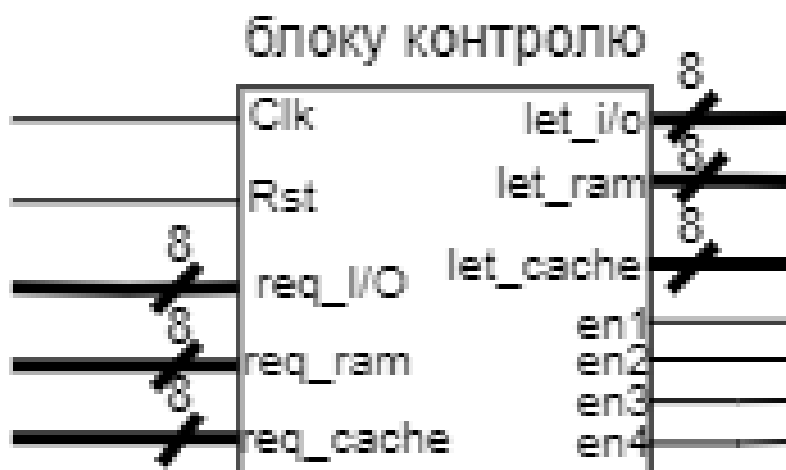 блоку контролю
Clk
Rst
8
req_I/O
8
req_ram
8
req_cache
8
let_i/o
8
let_ram
8
let_cache
en1
en2
en3
en4